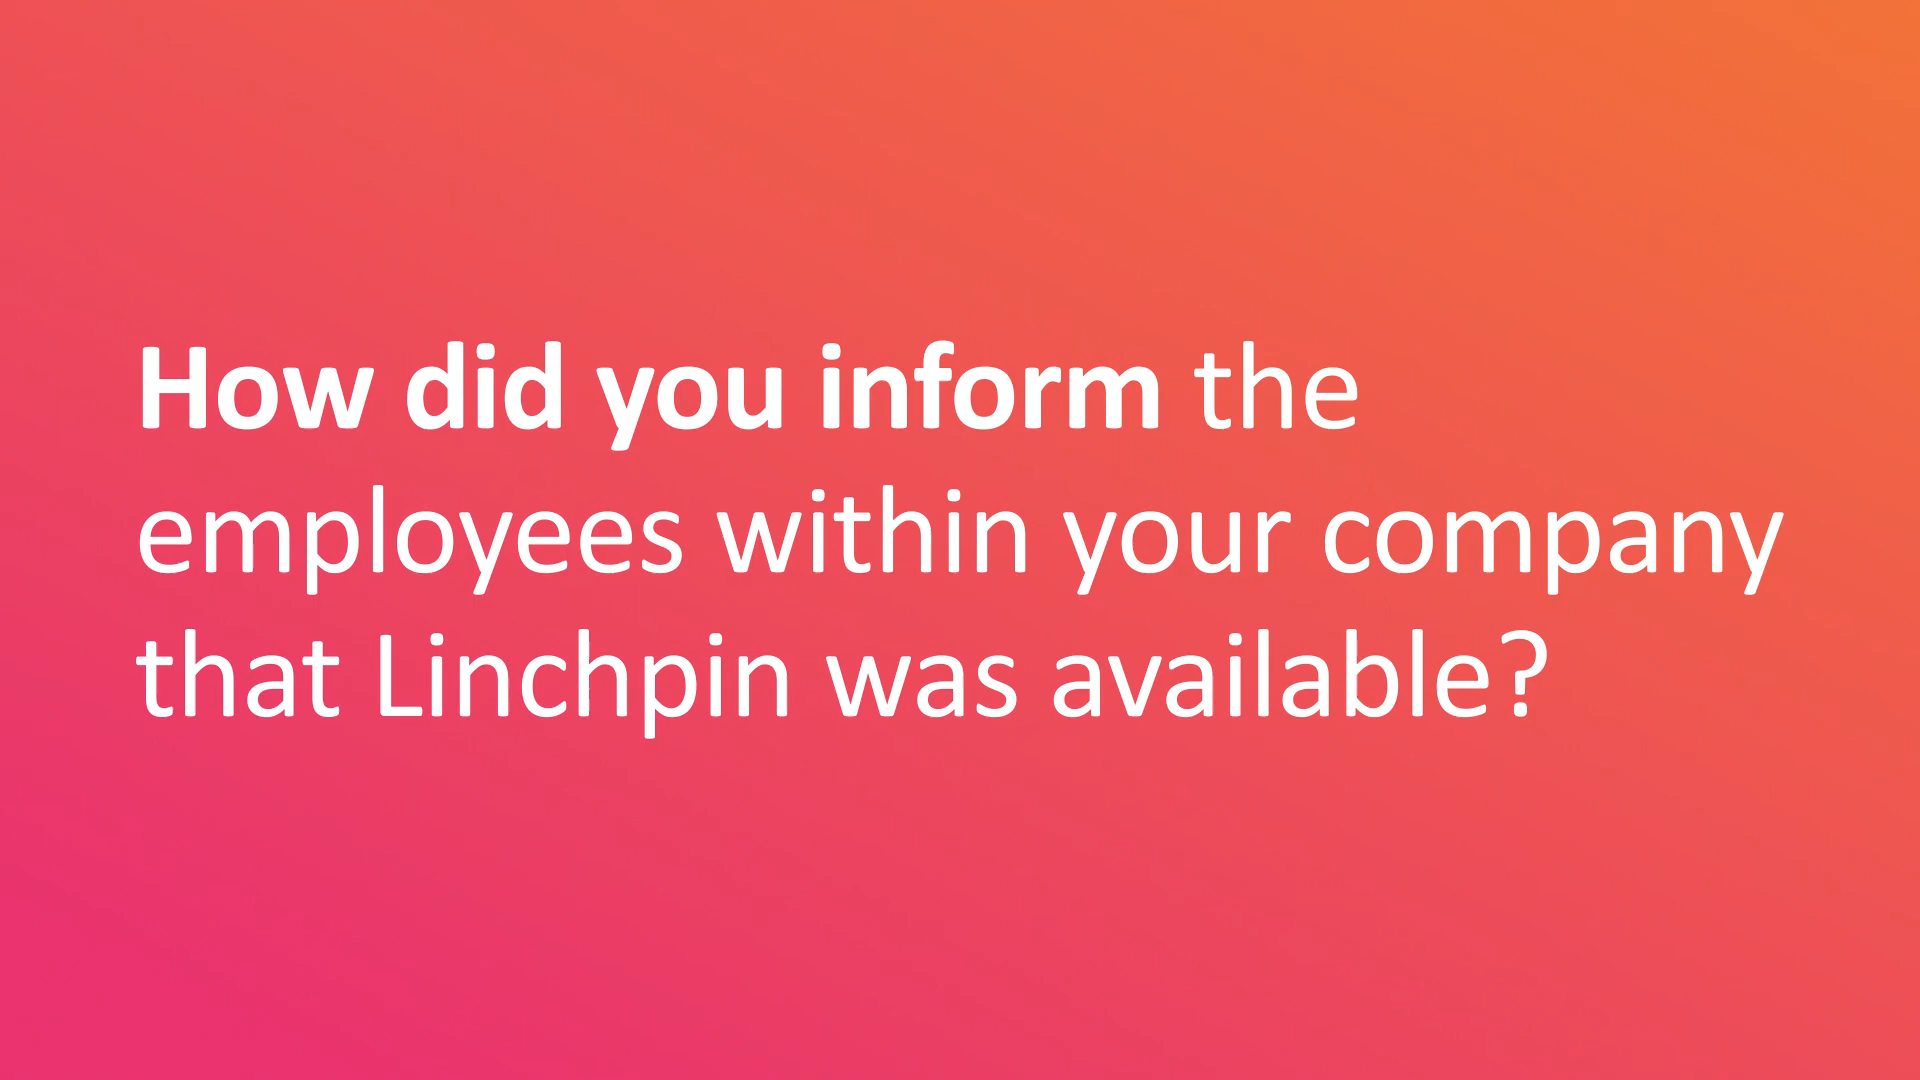 How did you inform the
employees within your company
that Linchpin was available?